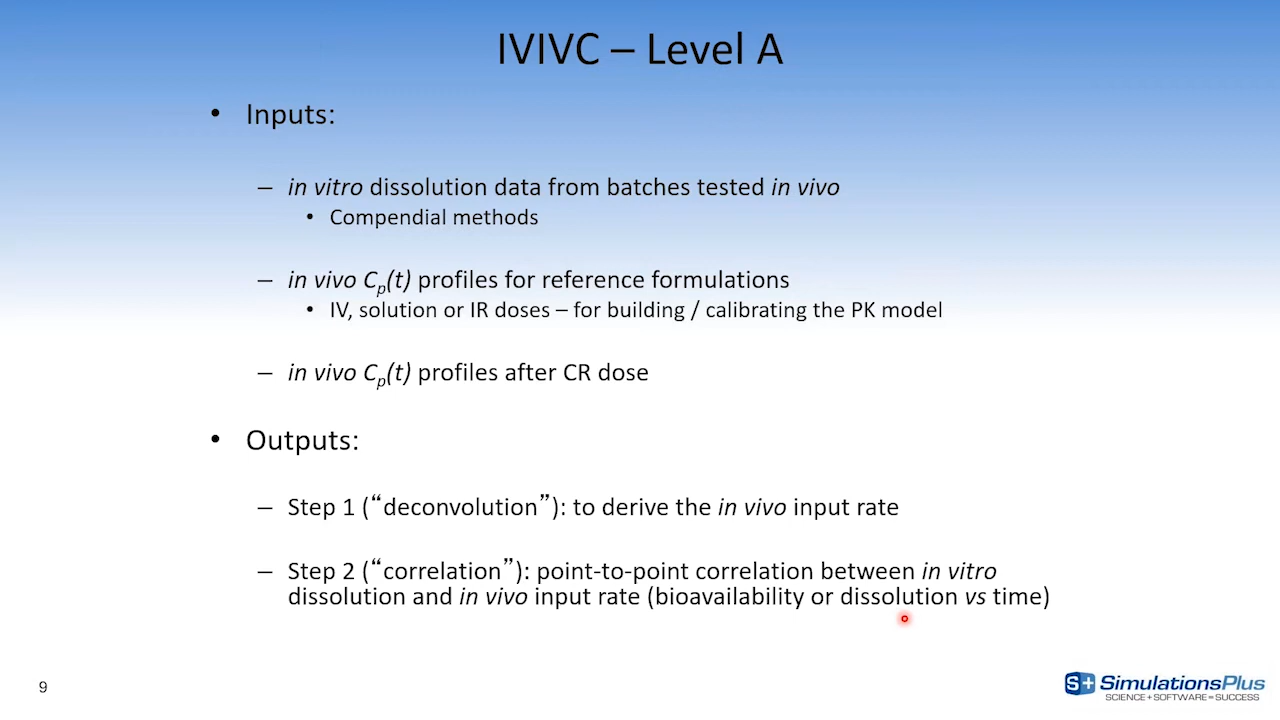 IVIVC – Level A
• Inputs:
– in vitro dissolution data from batches tested in vivo
• Compendial methods
– in vivo Cp(t) profiles for reference formulations
• IV, solution or IR doses – for building / calibrating the PK model
– in vivo Cp(t) profiles after CR dose
• Outputs:
– Step 1 (“deconvolution”): to derive the in vivo input rate
– Step 2 (“correlation”): point-to-point correlation between in vitro
dissolution and in vivo input rate (bioavailability or dissolution vs time)
9
S+ SimulationsPlus
SCIENCE+SOFTWARE=SUCCESS